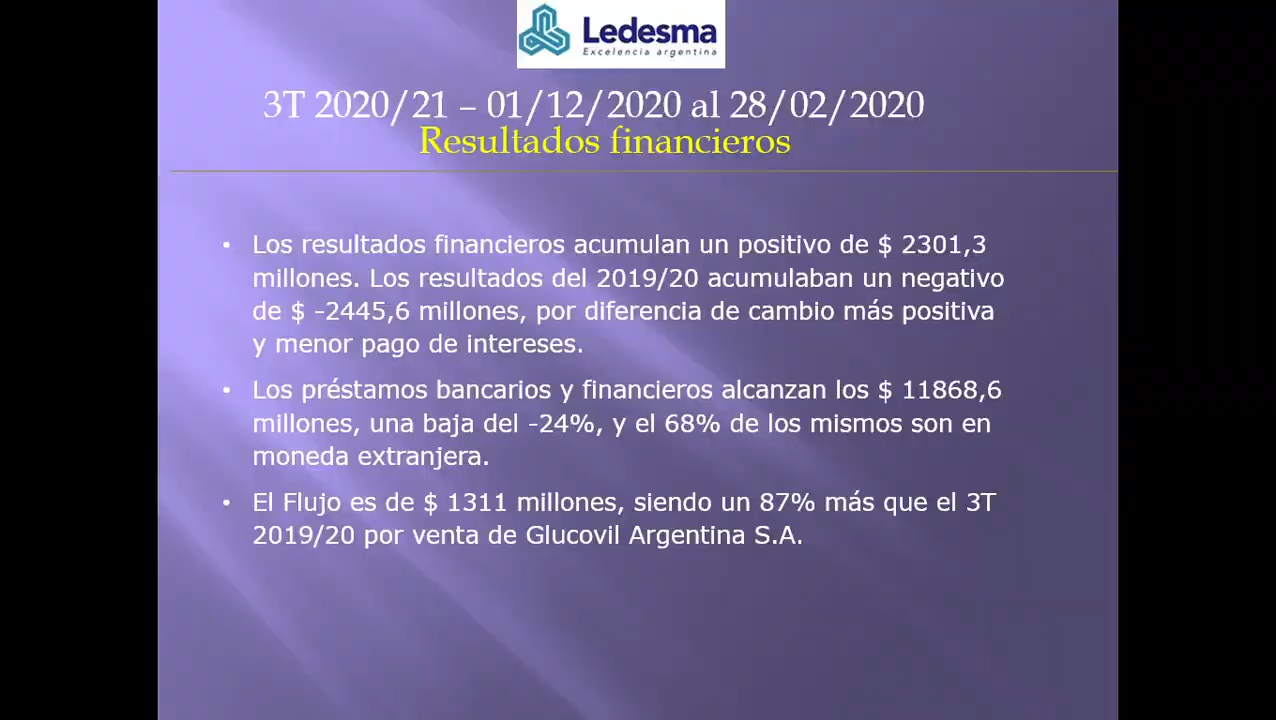 Ledesma
Excelencia argentina
3T 2020/21 – 01/12/2020 al 28/02/2020
Resultados financieros
• Los resultados financieros acumulan un positivo de $ 2301,3
millones. Los resultados del 2019/20 acumulaban un negativo
de $ -2445,6 millones, por diferencia de cambio más positiva
y menor pago de intereses.
• Los préstamos bancarios y financieros alcanzan los $ 11868,6
millones, una baja del -24%, y el 68% de los mismos son en
moneda extranjera.
• El Flujo es de $ 1311 millones, siendo un 87% más que el 3T
2019/20 por venta de Glucovil Argentina S.A.